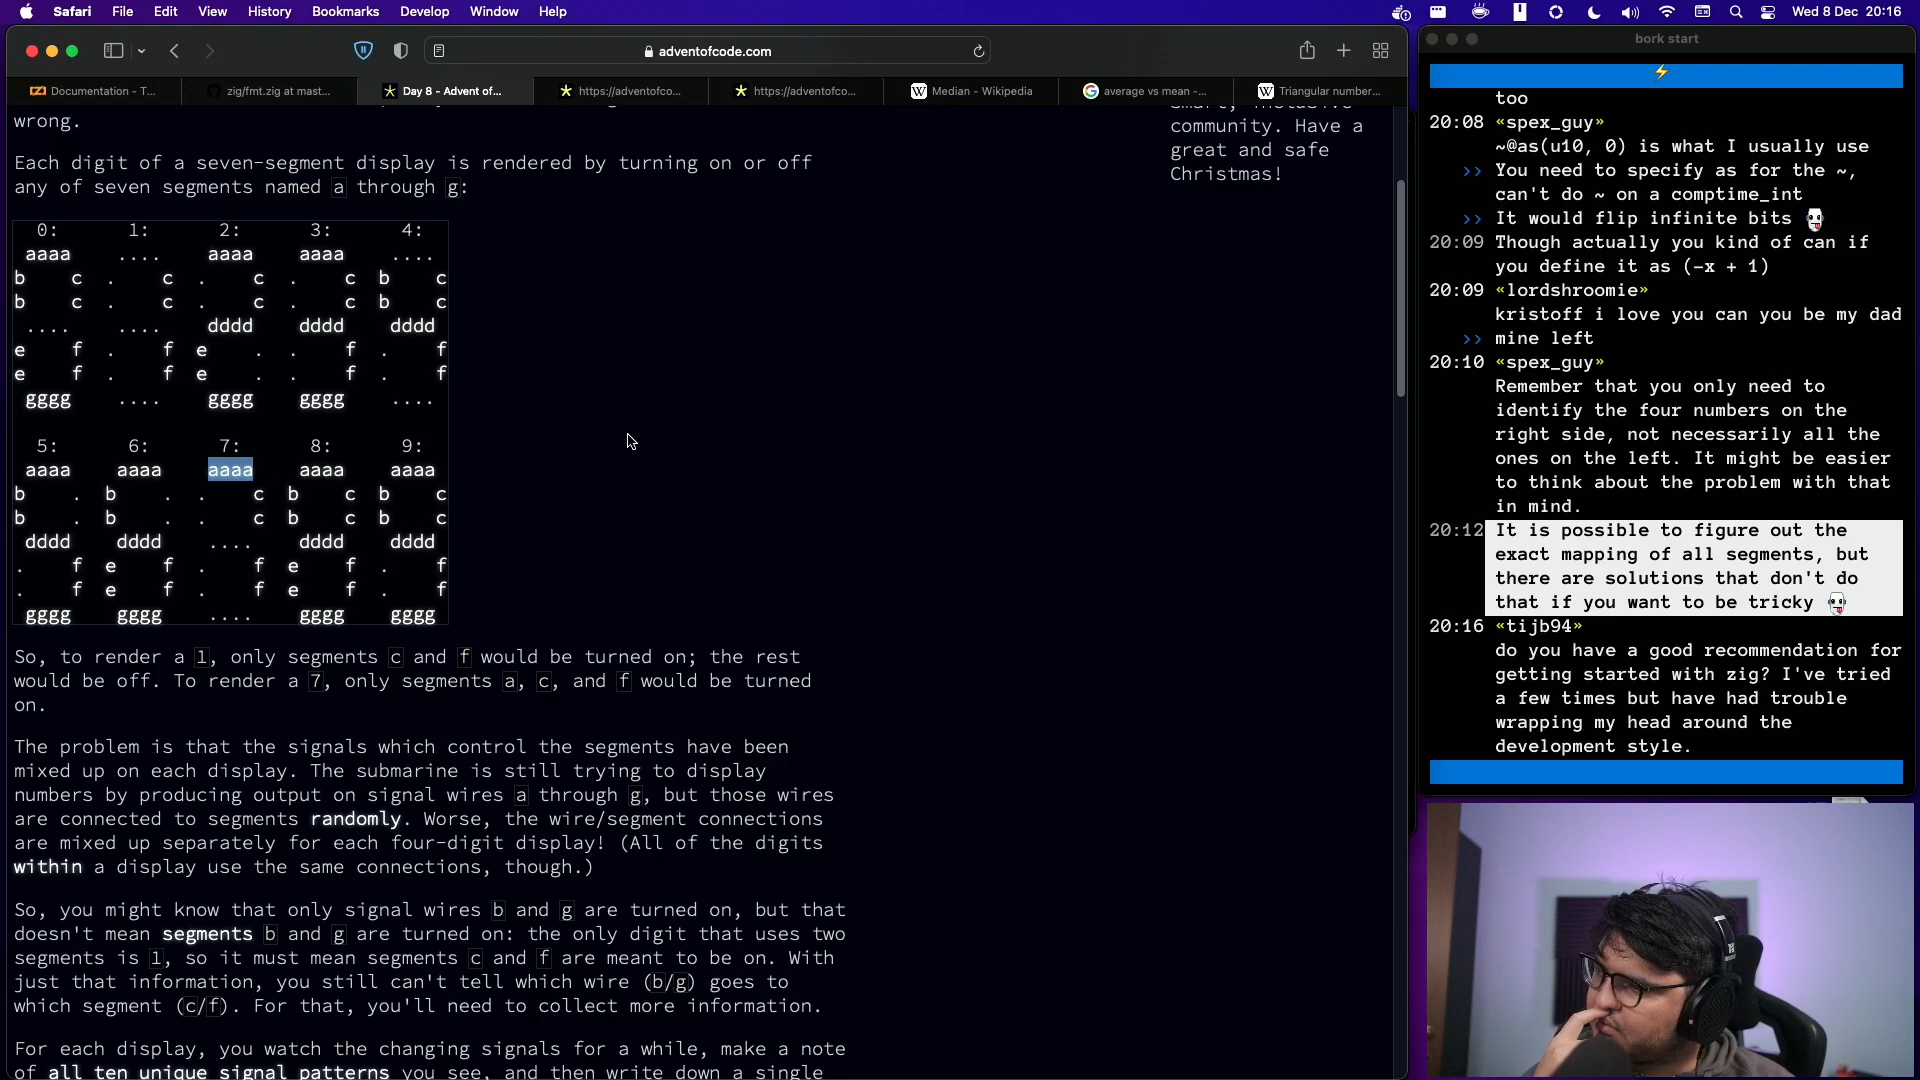 Safari File Edit View History Bookmarks Develop Window Help
Wed 8 Dec 20:16
adventofcode.com
Documentation - T...
zig/fmt.zig at mast...
Day 8 - Advent of...
https://adventofco...
https://adventofco...
Median - Wikipedia
average vs mean -...
Triangular number...
wrong.
Each digit of a seven-segment display is rendered by turning on or off
any of seven segments named a through g:
0: 1: 2: 3: 4:
aaaa .... aaaa aaaa ....
b c . c . c . c b c
b c . c . c . c b c
.... .... dddd dddd dddd
e f . f e . . f . f
e f . f e . . f . f
gggg .... gggg gggg ....
5: 6: 7: 8: 9:
aaaa aaaa aaaa aaaa aaaa
b . b . . c b c b c
b . b . . c b c b c
dddd dddd .... dddd dddd
. f e f . f e f . f
. f e f . f e f . f
gggg gggg .... gggg gggg
So, to render a 1, only segments c and f would be turned on; the rest
would be off. To render a 7, only segments a, c, and f would be turned
on.
The problem is that the signals which control the segments have been
mixed up on each display. The submarine is still trying to display
numbers by producing output on signal wires a through g, but those wires
are connected to segments randomly. Worse, the wire/segment connections
are mixed up separately for each four-digit display! (All of the digits
within a display use the same connections, though.)
So, you might know that only signal wires b and g are turned on, but that
doesn't mean segments b and g are turned on: the only digit that uses two
segments is 1, so it must mean segments c and f are meant to be on. With
just that information, you still can't tell which wire (b/g) goes to
which segment (c/f). For that, you'll need to collect more information.
For each display, you watch the changing signals for a while, make a note
of all ten unique signal patterns you see, and then write down a single
community. Have a
great and safe
Christmas!
bork start
too
20:08 «spex_guy»
~@as(u10, 0) is what I usually use
>> You need to specify as for the ~,
can't do ~ on a comptime_int
>> It would flip infinite bits
20:09 Though actually you kind of can if
you define it as (-x + 1)
20:09 «lordshroomie»
kristoff i love you can you be my dad
>> mine left
20:10 «spex_guy»
Remember that you only need to
identify the four numbers on the
right side, not necessarily all the
ones on the left. It might be easier
to think about the problem with that
in mind.
20:12 It is possible to figure out the
exact mapping of all segments, but
there are solutions that don't do
that if you want to be tricky
20:16 «tijb94»
do you have a good recommendation for
getting started with zig? I've tried
a few times but have had trouble
wrapping my head around the
development style.